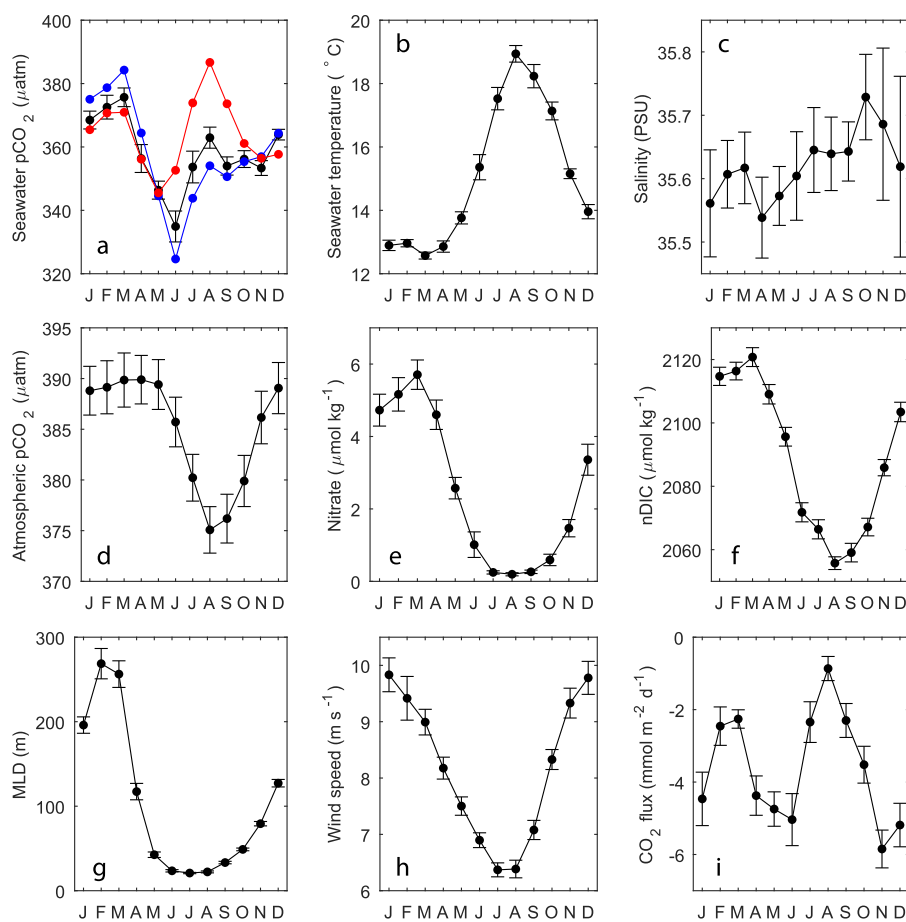 400
380
360
340
320
Seawater pCO₂ (μatm)
a
J F M A M J J A S O N D
20
18
16
14
12
Seawater temperature (°C)
b
J F M A M J J A S O N D
35.8
35.7
35.6
35.5
Salinity (PSU)
c
J F M A M J J A S O N D
395
390
385
380
375
370
Atmospheric pCO₂ (μatm)
d
J F M A M J J A S O N D
6
4
2
0
Nitrate (μmol kg⁻¹)
e
J F M A M J J A S O N D
2120
2100
2080
2060
nDIC (μmol kg⁻¹)
f
J F M A M J J A S O N D
300
200
100
0
MLD (m)
g
J F M A M J J A S O N D
10
9
8
7
6
Wind speed (m s⁻¹)
h
J F M A M J J A S O N D
0
-2
-4
-6
CO₂ flux (mmol m⁻² d⁻¹)
i
J F M A M J J A S O N D